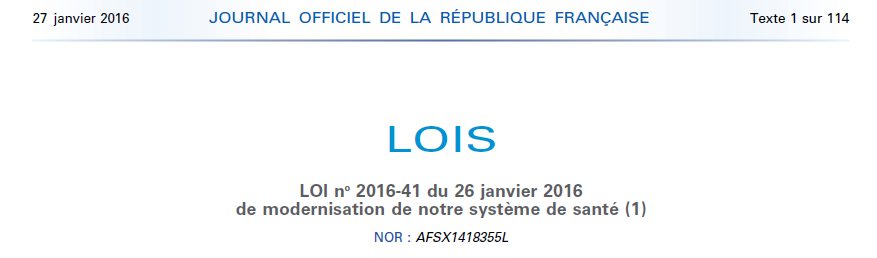 27 janvier 2016 JOURNAL OFFICIEL DE LA RÉPUBLIQUE FRANÇAISE Texte 1 sur 114
LOIS
LOI nº 2016-41 du 26 janvier 2016
de modernisation de notre système de santé (1)
NOR : AFSX1418355L